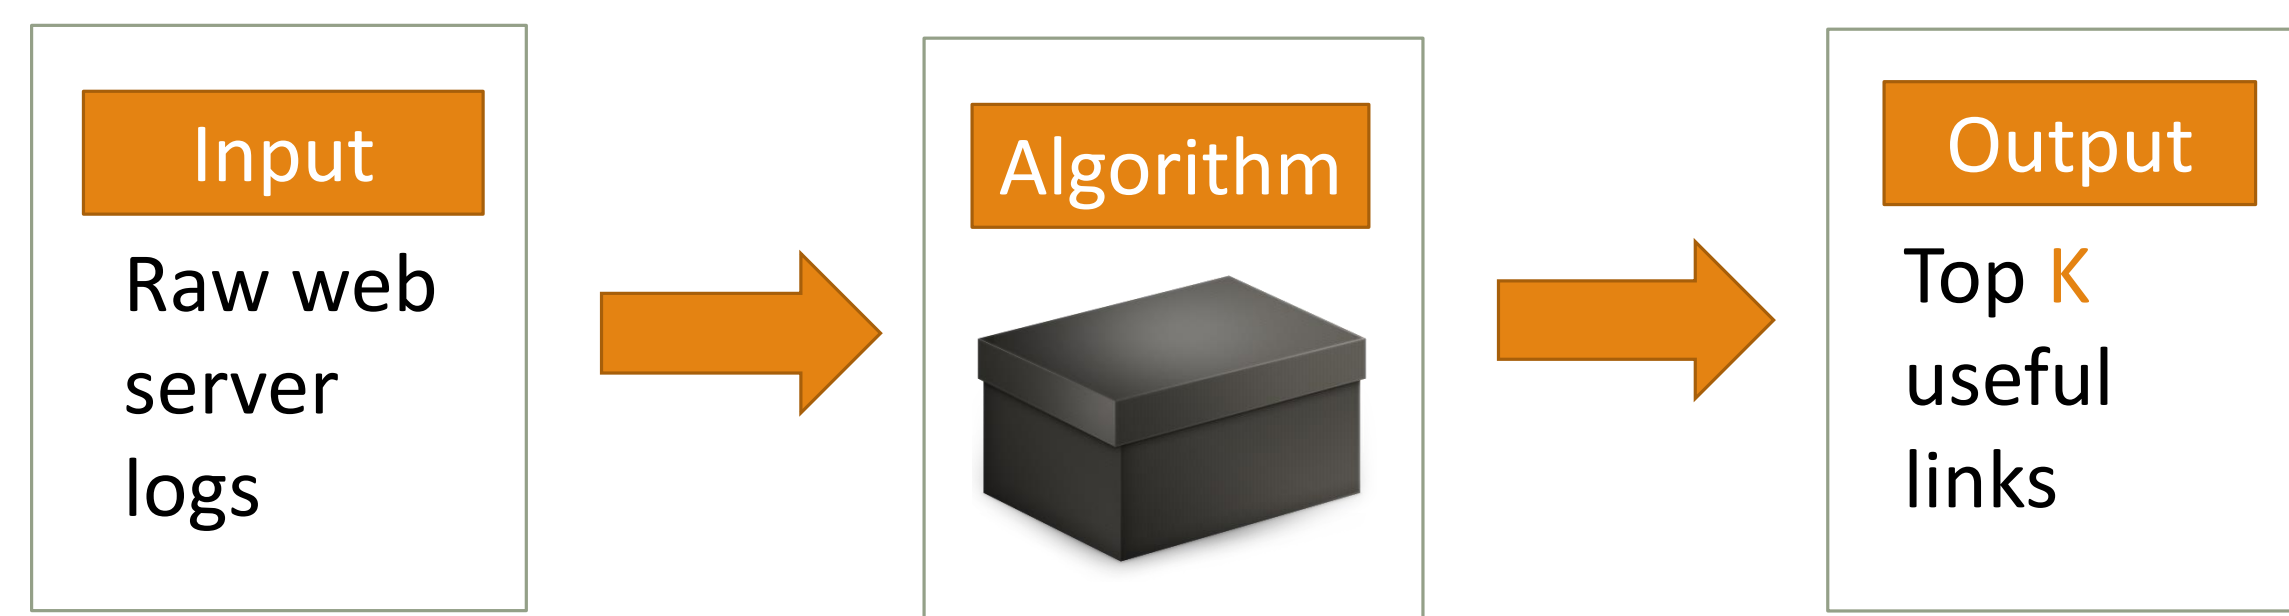 Input
Raw web
server
logs
Algorithm
Output
Top K
useful
links